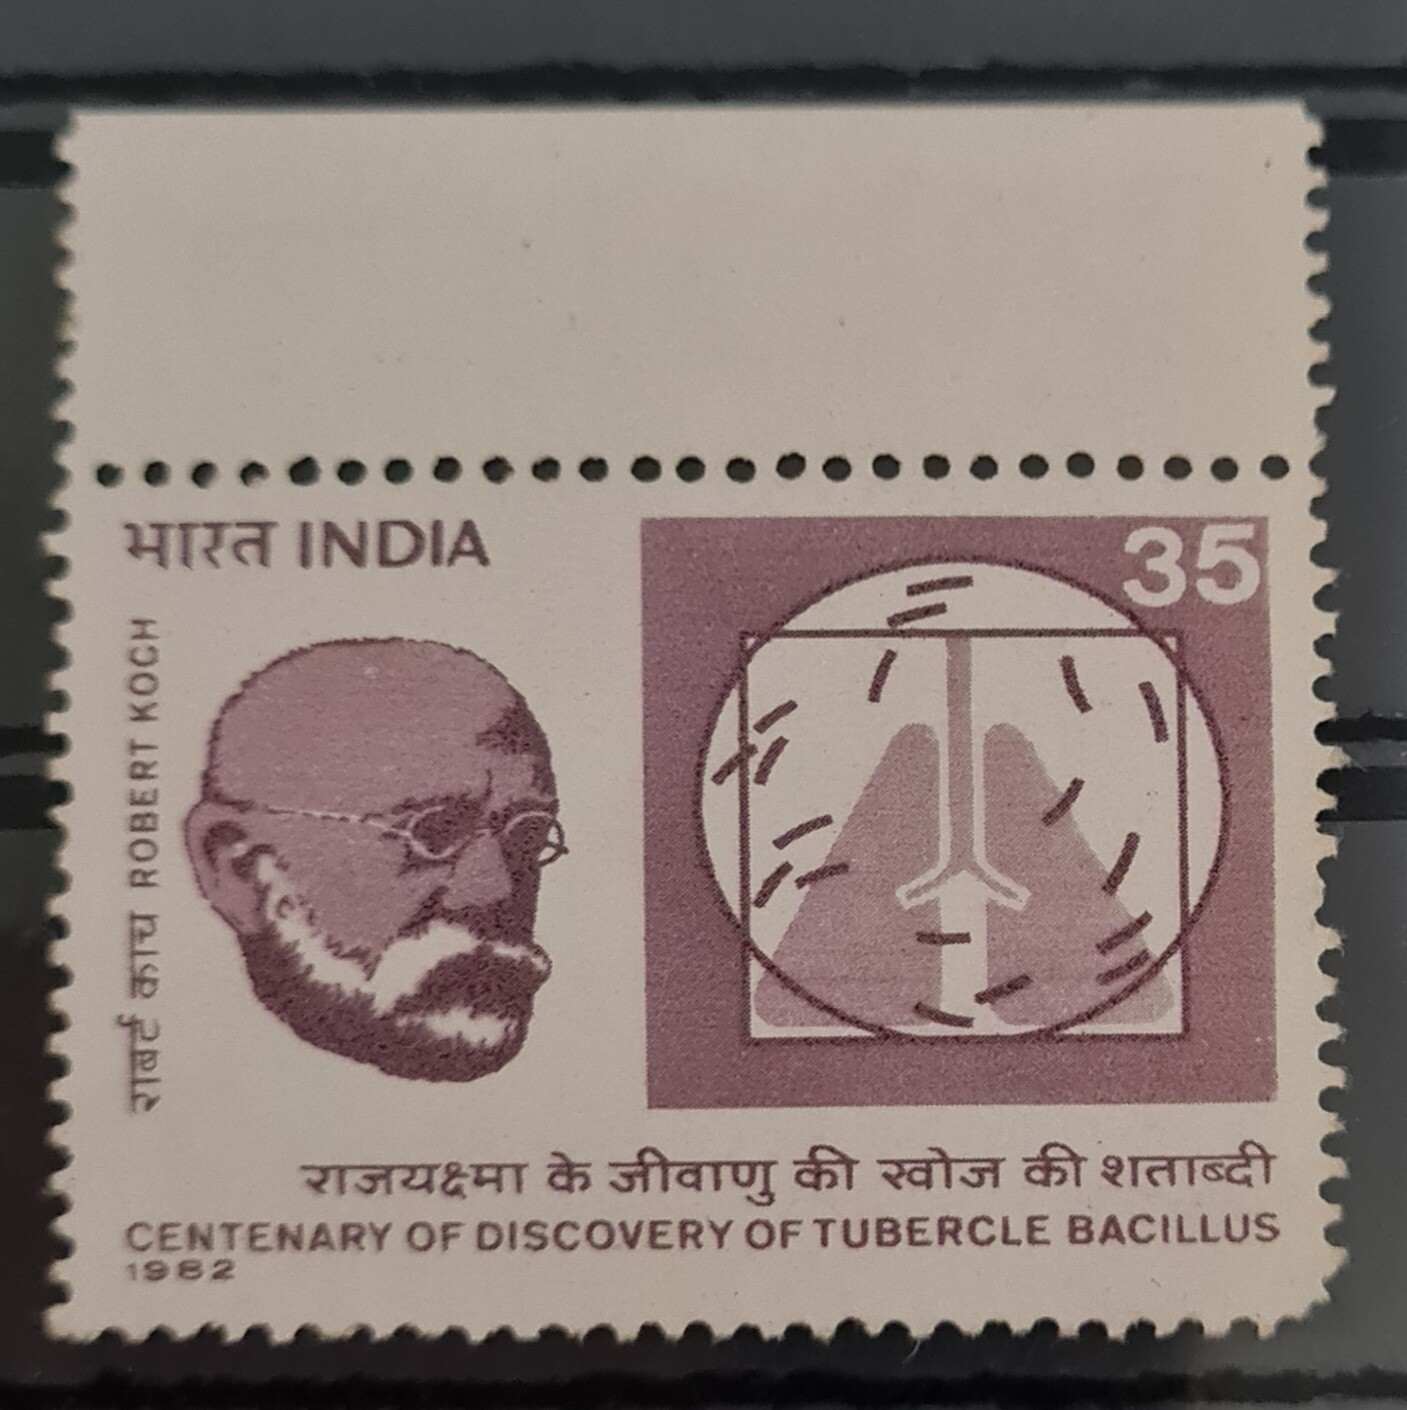 भारत INDIA
35
राबर्ट काच ROBERT KOCH
राजयक्ष्मा के जीवाणु की खोज की शताब्दी
CENTENARY OF DISCOVERY OF TUBERCLE BACILLUS
1982